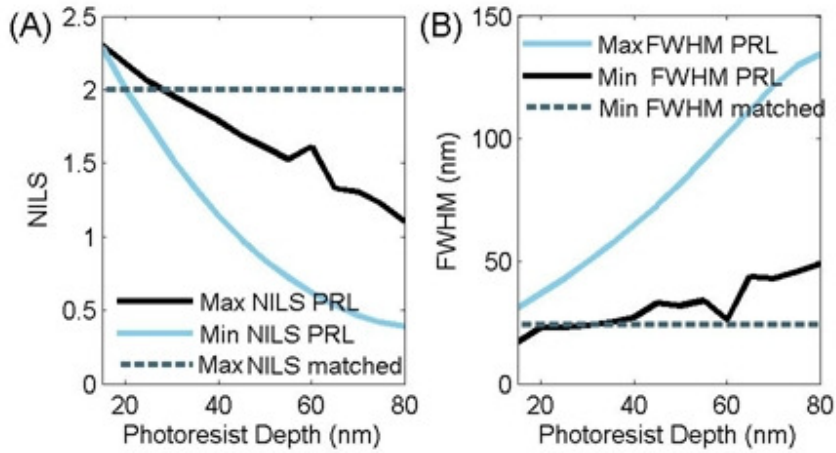 (A)
2.5
2
1.5
1
0.5
0
NILS
Max NILS PRL
Min NILS PRL
Max NILS matched
20 40 60 80
Photoresist Depth (nm)
(B)
150
100
50
0
FWHM (nm)
Max FWHM PRL
Min FWHM PRL
Min FWHM matched
20 40 60 80
Photoresist Depth (nm)